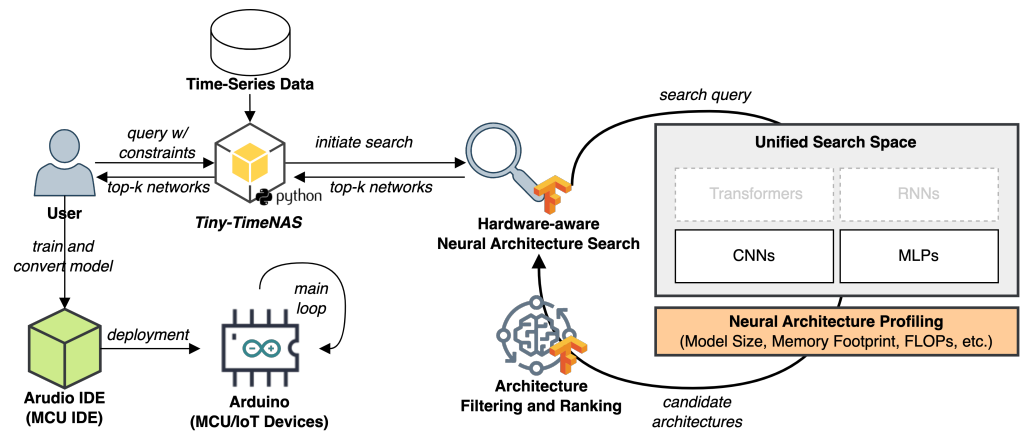 Time-Series Data
query w/
constraints
top-k networks
User
python
Tiny-TimeNAS
initiate search
top-k networks
Hardware-aware
Neural Architecture Search
search query
Unified Search Space
Transformers
RNNs
CNNs
MLPs
Neural Architecture Profiling
(Model Size, Memory Footprint, FLOPs, etc.)
candidate
architectures
Architecture
Filtering and Ranking
train and
convert model
Arudio IDE
(MCU IDE)
deployment
main
loop
Arduino
(MCU/IoT Devices)